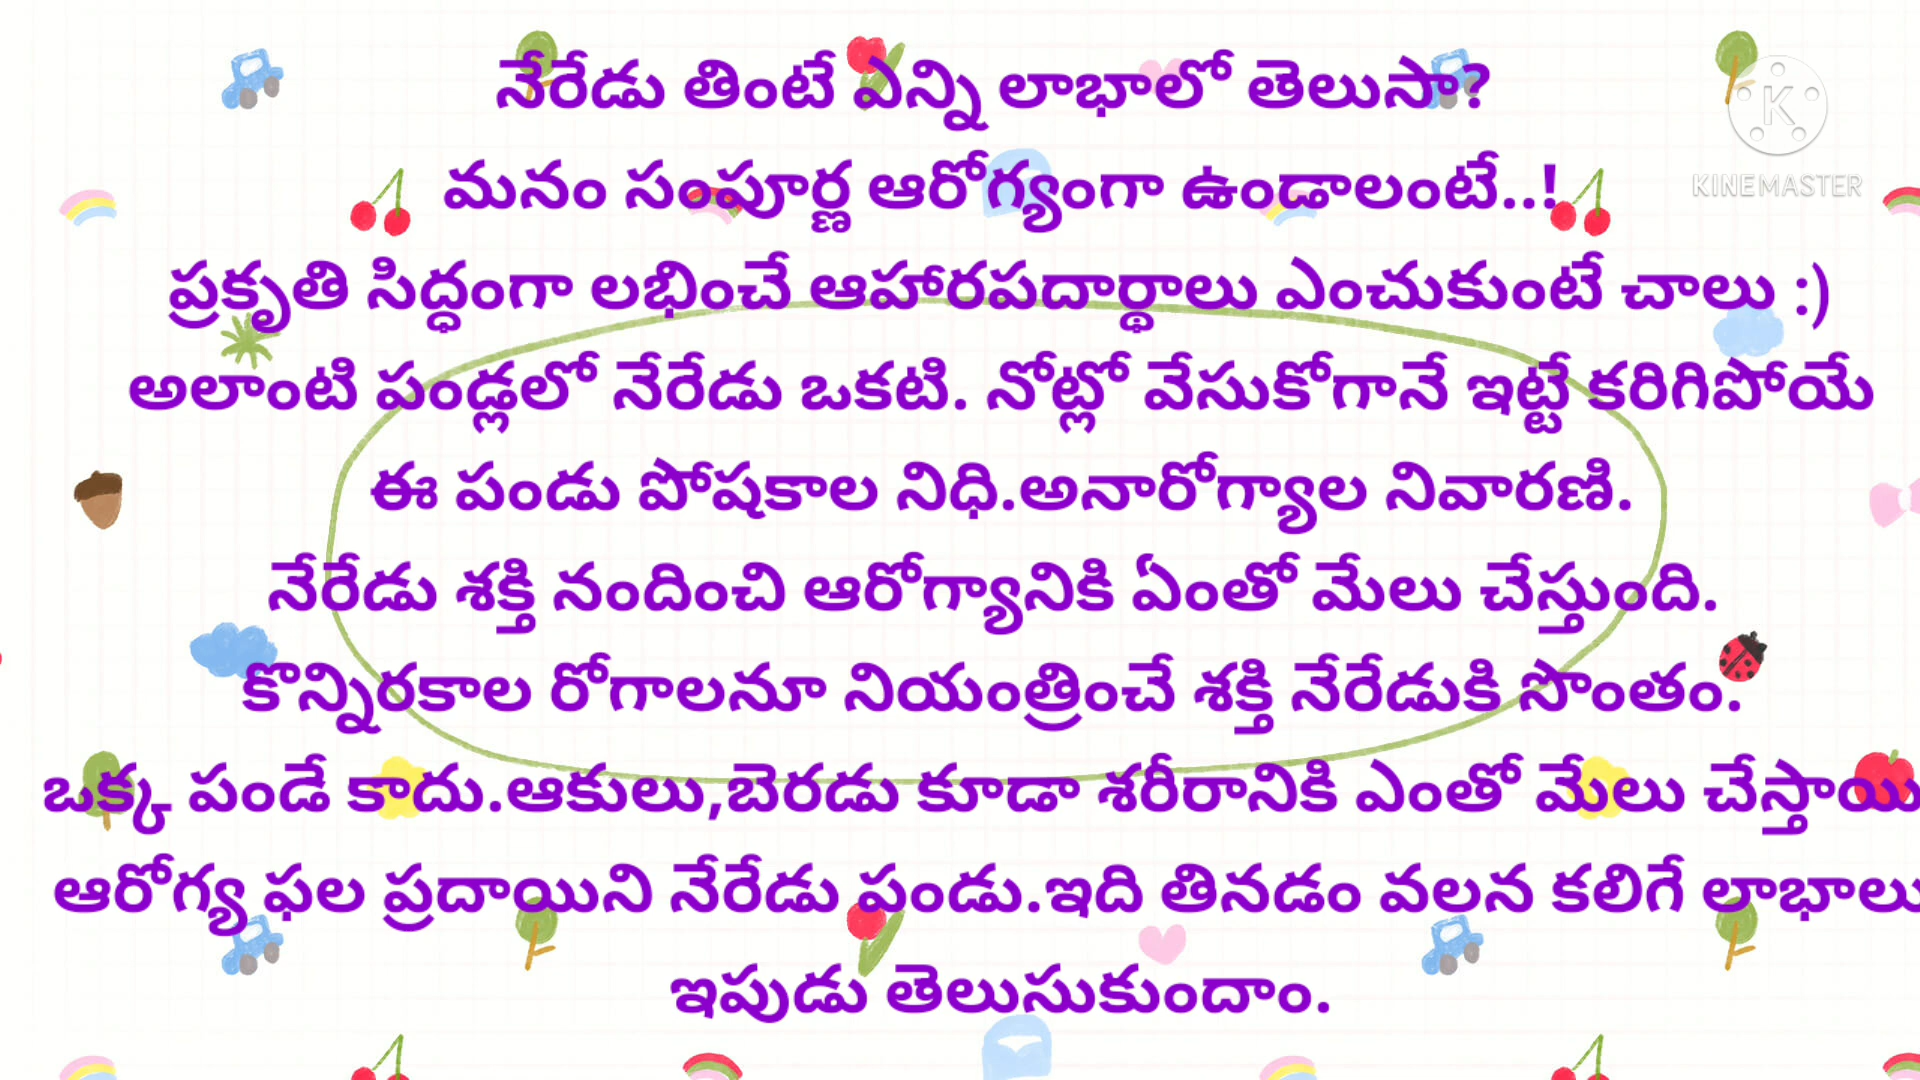 నేరేడు తింటే ఎన్ని లాభాలో తెలుసా?
మనం సంపూర్ణ ఆరోగ్యంగా ఉండాలంటే..!
ప్రకృతి సిద్ధంగా లభించే ఆహారపదార్థాలు ఎంచుకుంటే చాలు :)
అలాంటి పండ్లలో నేరేడు ఒకటి. నోట్లో వేసుకోగానే ఇట్టే కరిగిపోయే
ఈ పండు పోషకాల నిధి.అనారోగ్యాల నివారణి.
నేరేడు శక్తి నందించి ఆరోగ్యానికి ఏంతో మేలు చేస్తుంది.
కొన్నిరకాల రోగాలనూ నియంత్రించే శక్తి నేరేడుకి సొంతం.
ఒక్క పండే కాదు.ఆకులు,బెరడు కూడా శరీరానికి ఎంతో మేలు చేస్తాయి
ఆరోగ్య ఫల ప్రదాయిని నేరేడు పండు.ఇది తినడం వలన కలిగే లాభాలు
ఇపుడు తెలుసుకుందాం.
K
KINEMASTER